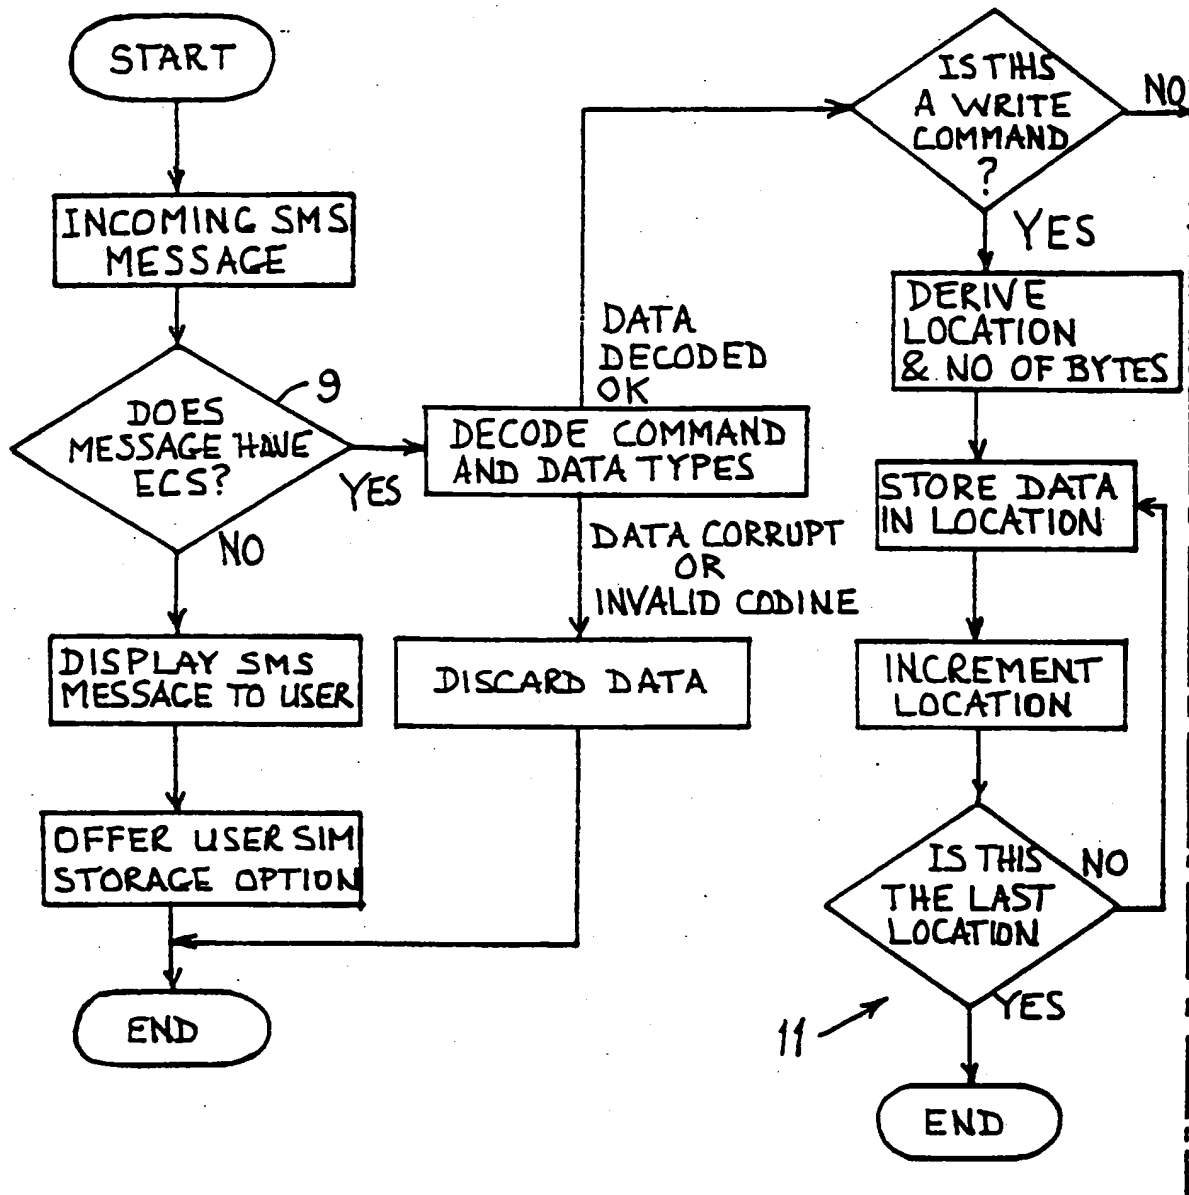 START
INCOMING SMS
MESSAGE
9
DOES
MESSAGE HAVE
ECS?
YES
NO
DISPLAY SMS
MESSAGE TO USER
OFFER USER SIM
STORAGE OPTION
END
DATA
DECODED
OK
DECODE COMMAND
AND DATA TYPES
DATA CORRUPT
OR
INVALID CODINE
DISCARD DATA
IS THIS
A WRITE
COMMAND
?
NO
YES
DERIVE
LOCATION
& NO OF BYTES
STORE DATA
IN LOCATION
INCREMENT
LOCATION
IS THIS
THE LAST
LOCATION
NO
YES
11
END